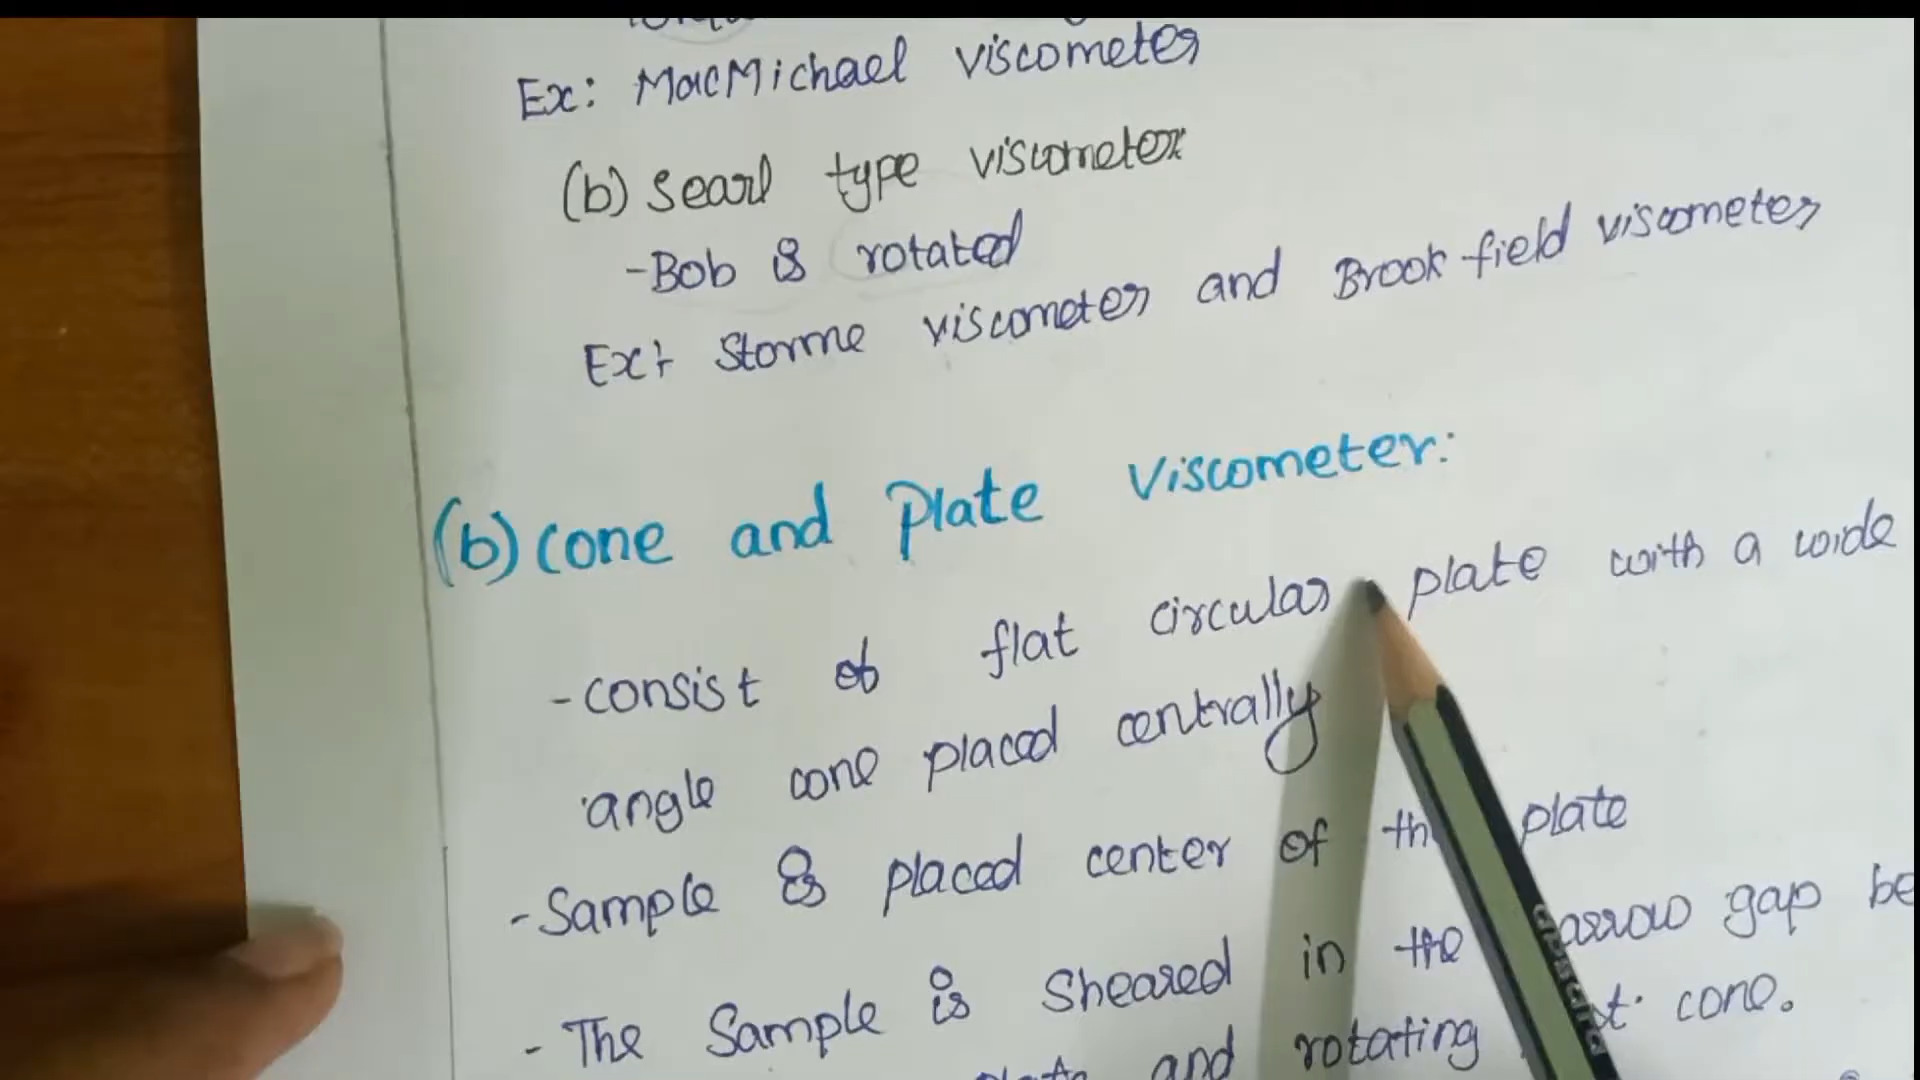 Ex: MacMichael viscometer
(b) Searl type viscometer
-Bob is rotated
Ex:- Storme viscometer and Brook-field viscometer
(b) Cone and Plate Viscometer:
-consist of flat circular plate with a wide
angle cone placed centrally
-Sample is placed center of the plate
- The Sample is Sheared in the narrow gap be
and rotating cone.